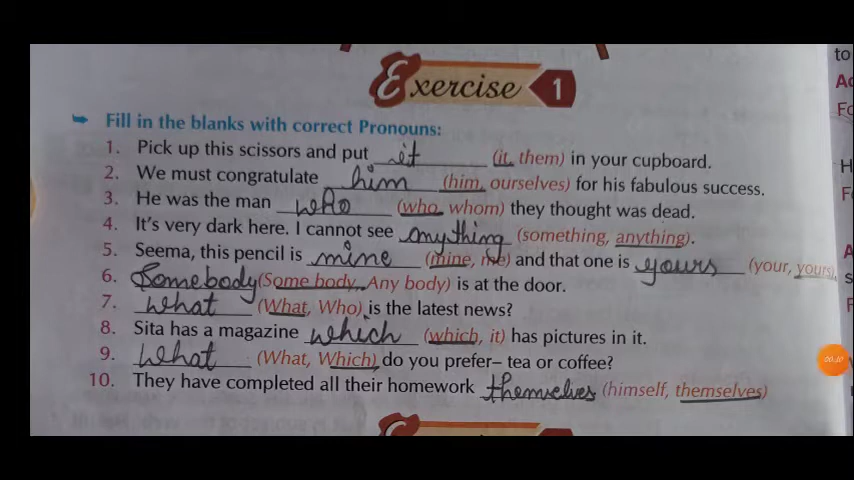 to
Exercise 1
Fill in the blanks with correct Pronouns:
1. Pick up this scissors and put it (it, them) in your cupboard.
2. We must congratulate him (him, ourselves) for his fabulous success.
3. He was the man who (who, whom) they thought was dead.
4. It's very dark here. I cannot see anything (something, anything).
5. Seema, this pencil is mine (mine, me) and that one is yours (your, yours).
6. Somebody (Some body, Any body) is at the door.
7. what (What, Who) is the latest news?
8. Sita has a magazine which (which, it) has pictures in it.
9. what (What, Which) do you prefer– tea or coffee?
10. They have completed all their homework themselves (himself, themselves)